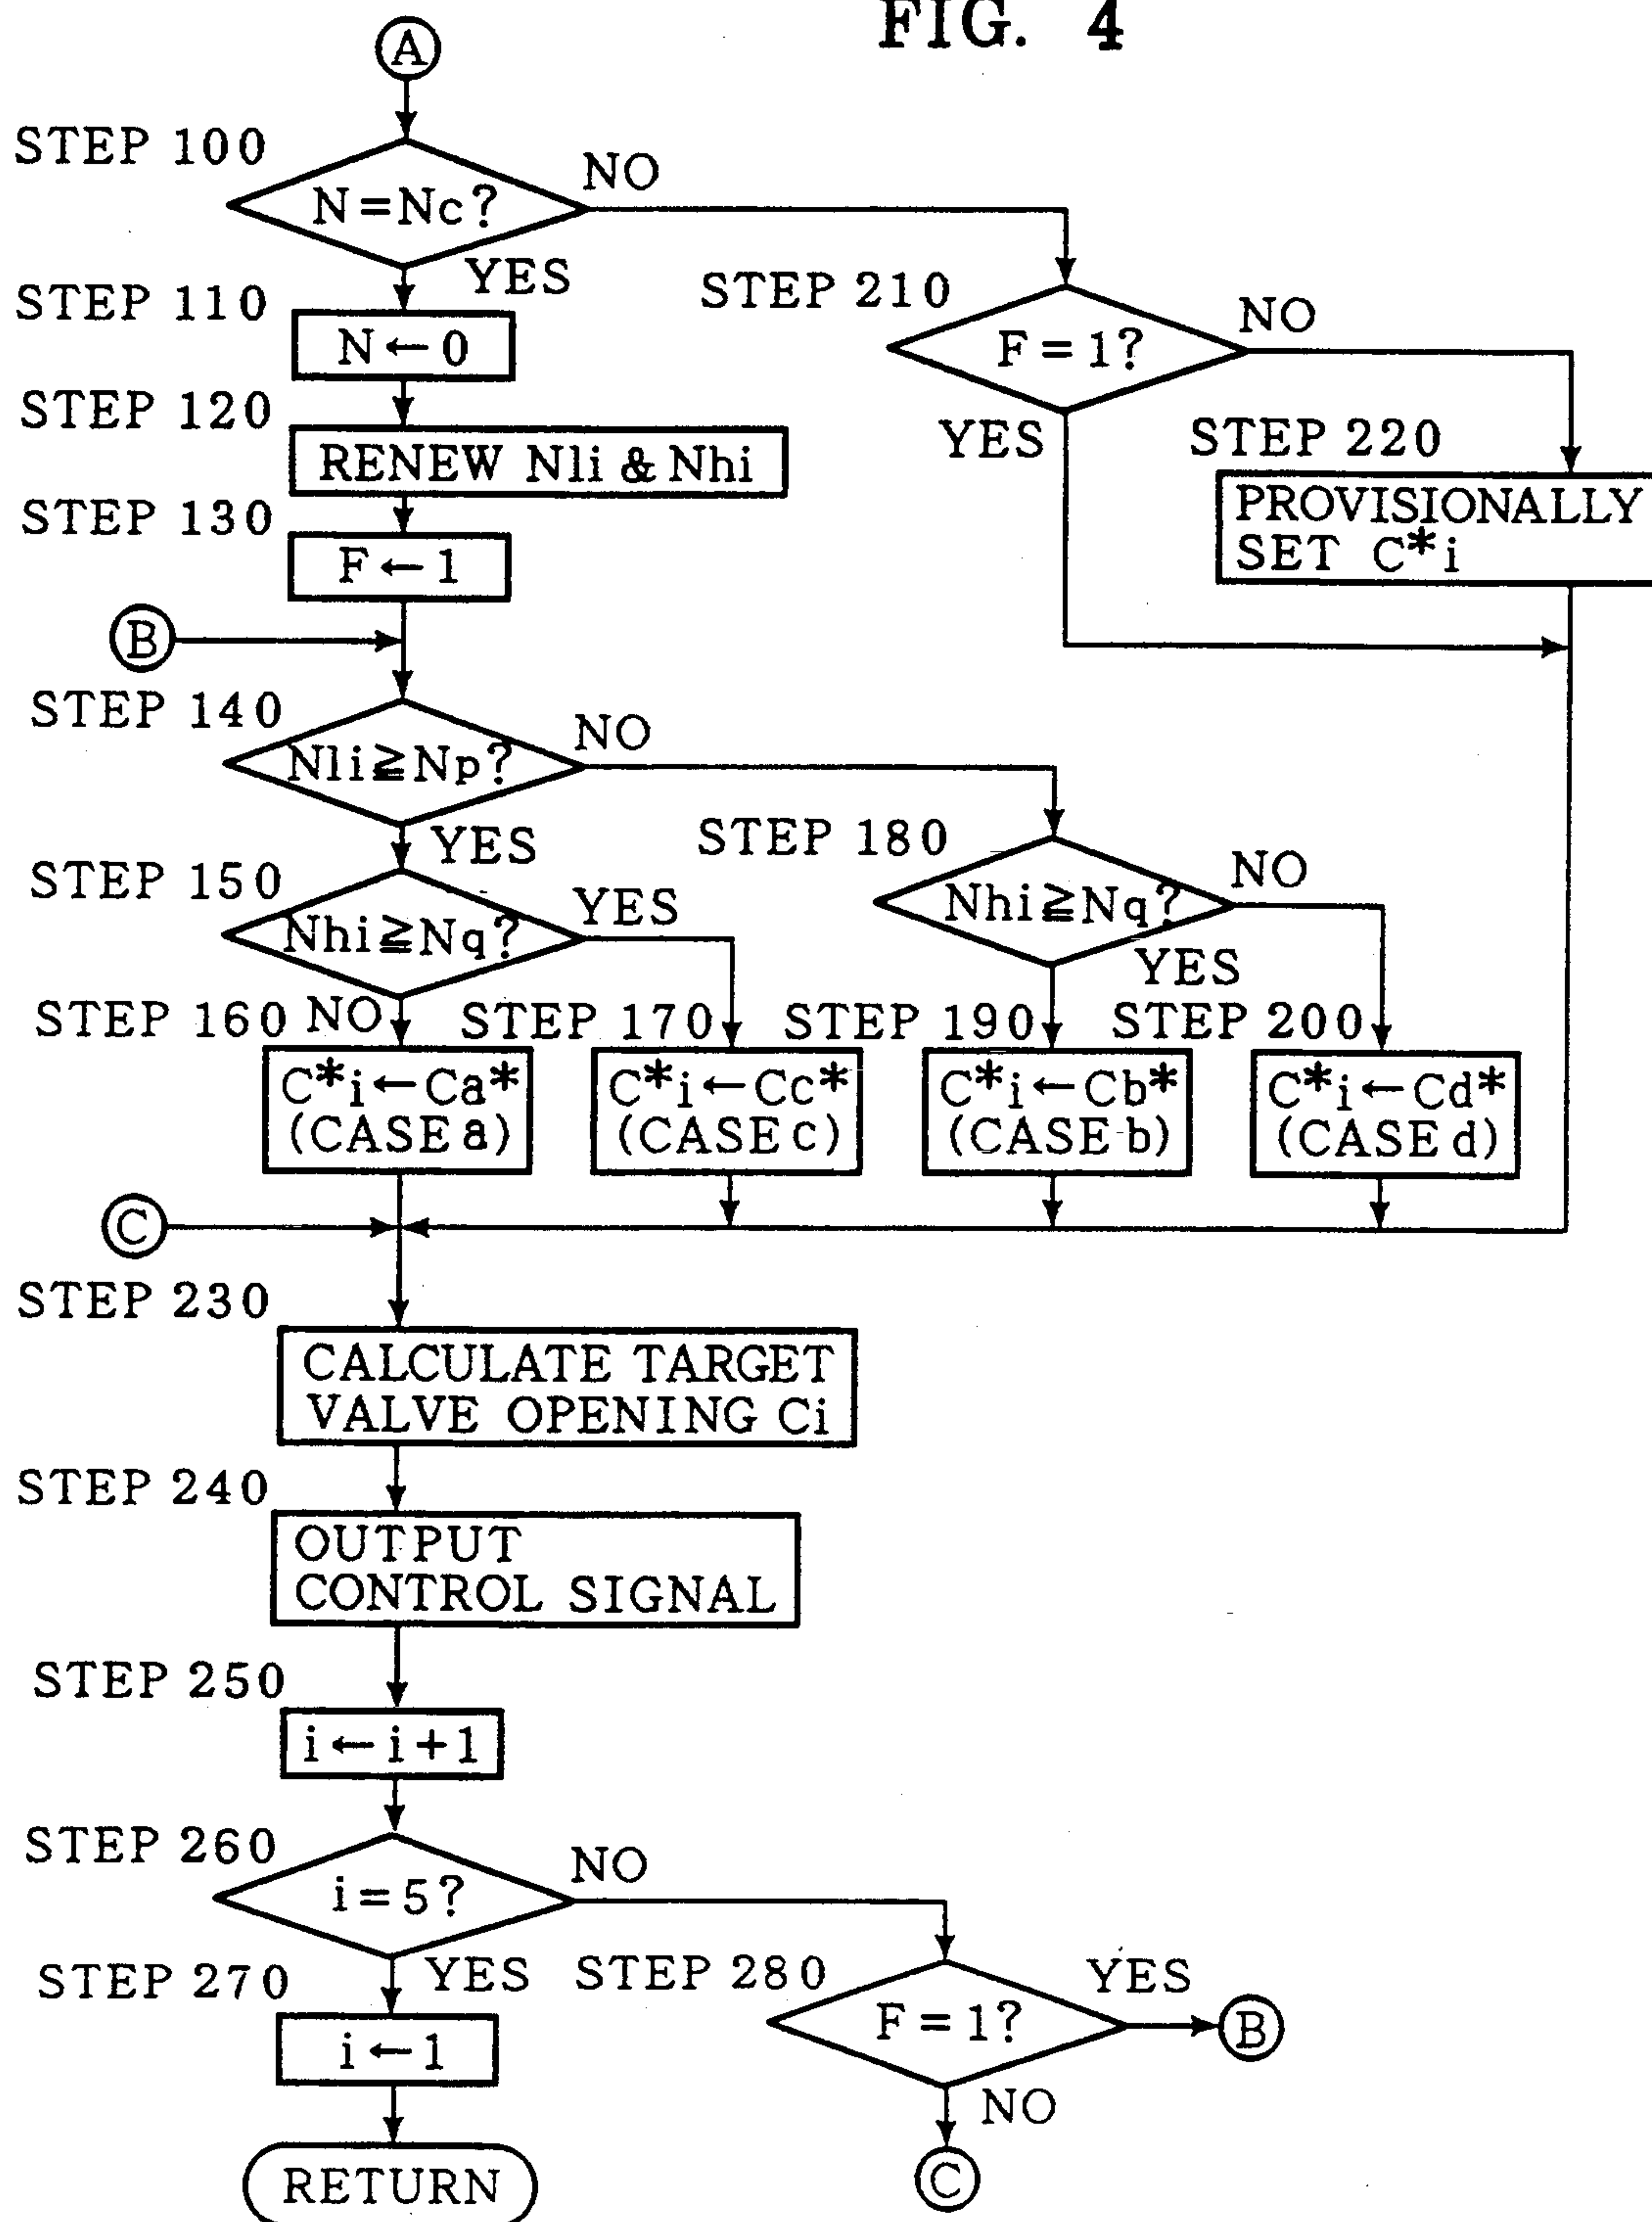 FIG. 4
A
STEP 100
N=Nc?
NO
YES
STEP 110
N←0
STEP 120
RENEW Nli & Nhi
STEP 130
F←1
STEP 210
F=1?
NO
YES
STEP 220
PROVISIONALLY
SET C*i
B
STEP 140
Nli≧Np?
NO
YES
STEP 150
Nhi≧Nq?
YES
NO
STEP 180
Nhi≧Nq?
NO
YES
STEP 160
C*i←Ca*
(CASE a)
STEP 170
C*i←Cc*
(CASE c)
STEP 190
C*i←Cb*
(CASE b)
STEP 200
C*i←Cd*
(CASE d)
C
STEP 230
CALCULATE TARGET
VALVE OPENING Ci
STEP 240
OUTPUT
CONTROL SIGNAL
STEP 250
i←i+1
STEP 260
i=5?
NO
YES
STEP 270
i←1
RETURN
STEP 280
F=1?
YES
B
NO
C